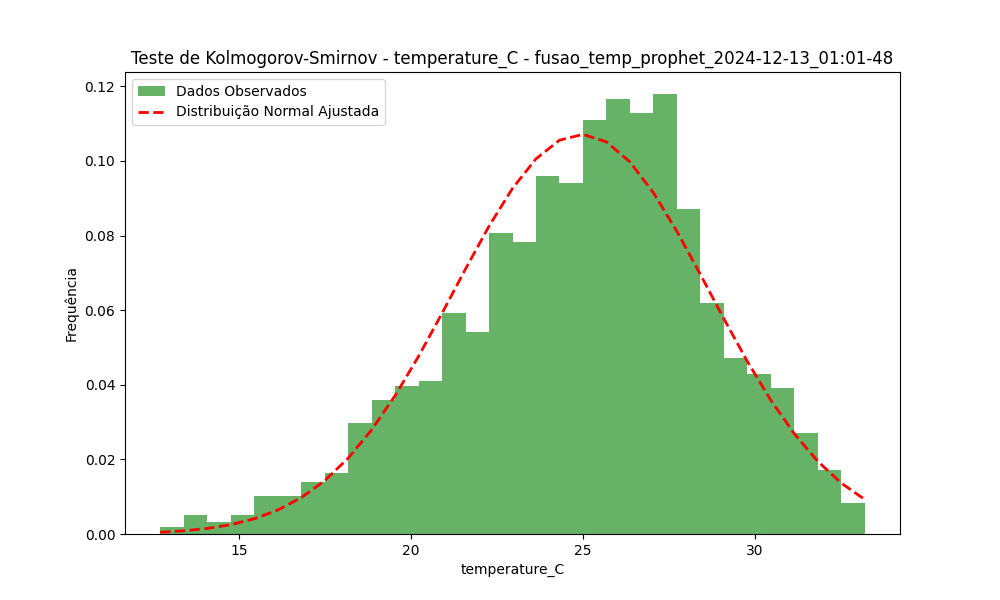 Teste de Kolmogorov-Smirnov - temperature_C - fusao_temp_prophet_2024-12-13_01:01-48
Dados Observados
Distribuição Normal Ajustada
0.12
0.10
0.08
0.06
0.04
0.02
0.00
Frequência
15
20
25
30
temperature_C